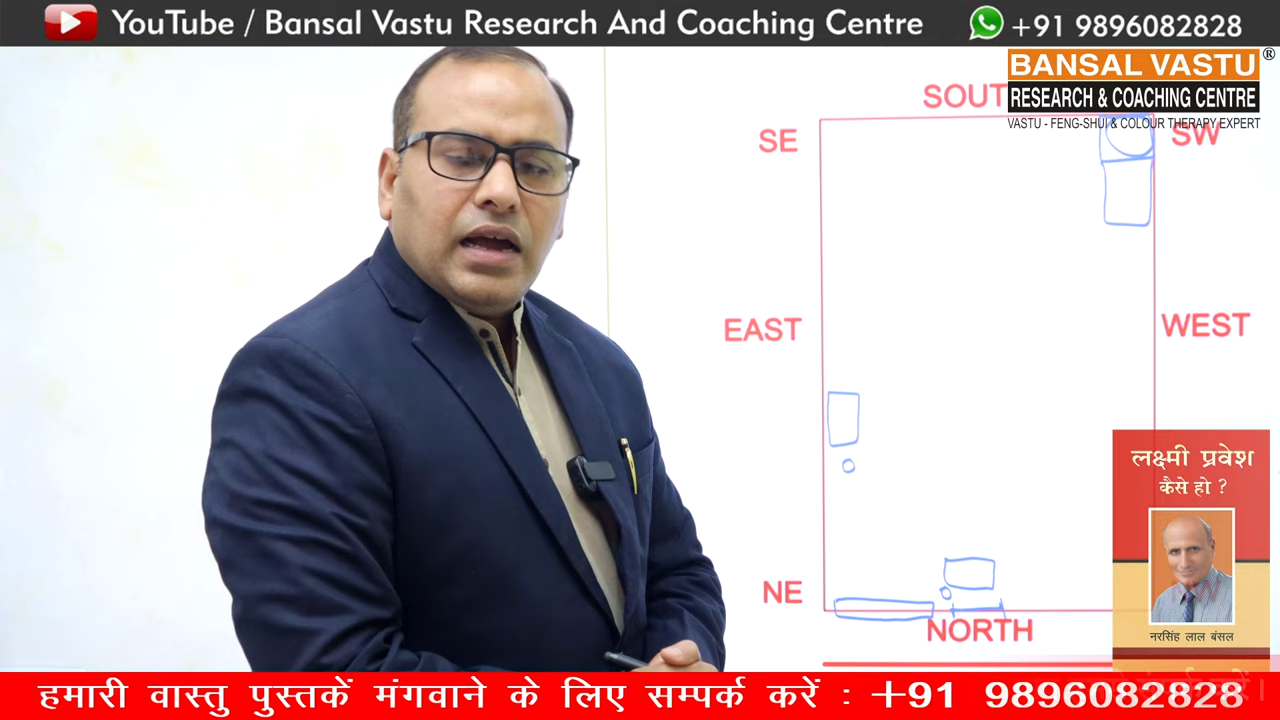 YouTube / Bansal Vastu Research And Coaching Centre
+91 9896082828
BANSAL VASTU®
RESEARCH & COACHING CENTRE
VASTU - FENG-SHUI & COLOUR THERAPY EXPERT
SE
SW
EAST
WEST
NE
NORTH
लक्ष्मी प्रवेश
कैसे हो ?
नरसिंह लाल बंसल
हमारी वास्तु पुस्तकें मंगवाने के लिए सम्पर्क करें : +91 9896082828